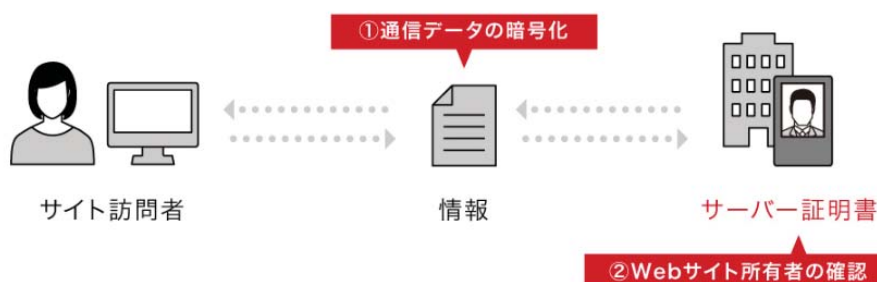 ①通信データの暗号化
サイト訪問者
情報
サーバー証明書
②Webサイト所有者の確認